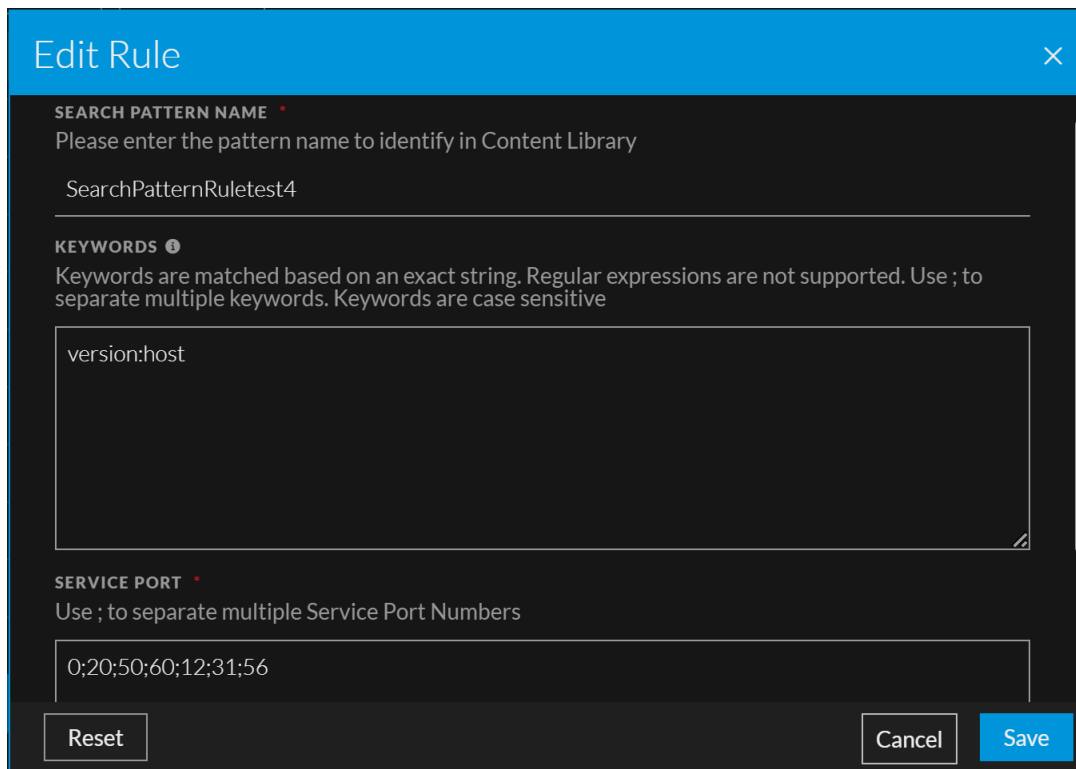 Edit Rule
SEARCH PATTERN NAME *
Please enter the pattern name to identify in Content Library
SearchPatternRuletest4
KEYWORDS
Keywords are matched based on an exact string. Regular expressions are not supported. Use ; to
separate multiple keywords. Keywords are case sensitive
version:host
SERVICE PORT *
Use ; to separate multiple Service Port Numbers
0;20;50;60;12;31;56
Reset
Cancel
Save